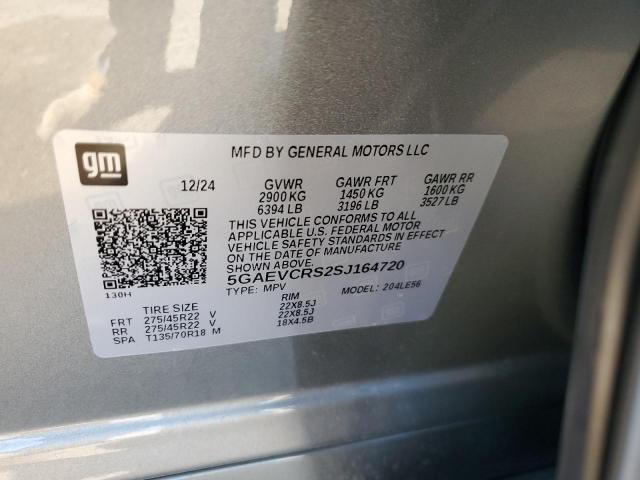 gm
MFD BY GENERAL MOTORS LLC
12/24 GVWR GAWR FRT GAWR RR
2900 KG 1450 KG 1600 KG
6394 LB 3196 LB 3527 LB
THIS VEHICLE CONFORMS TO ALL
APPLICABLE U.S. FEDERAL MOTOR
VEHICLE SAFETY STANDARDS IN EFFECT
ON THE DATE OF MANUFACTURE
SHOWN ABOVE.
5GAEVCRS2SJ164720
130H
TYPE: MPV MODEL: 204LE56
TIRE SIZE RIM
FRT 275/45R22 V 22X8.5J
RR 275/45R22 V 22X8.5J
SPA T135/70R18 M 18X4.5B